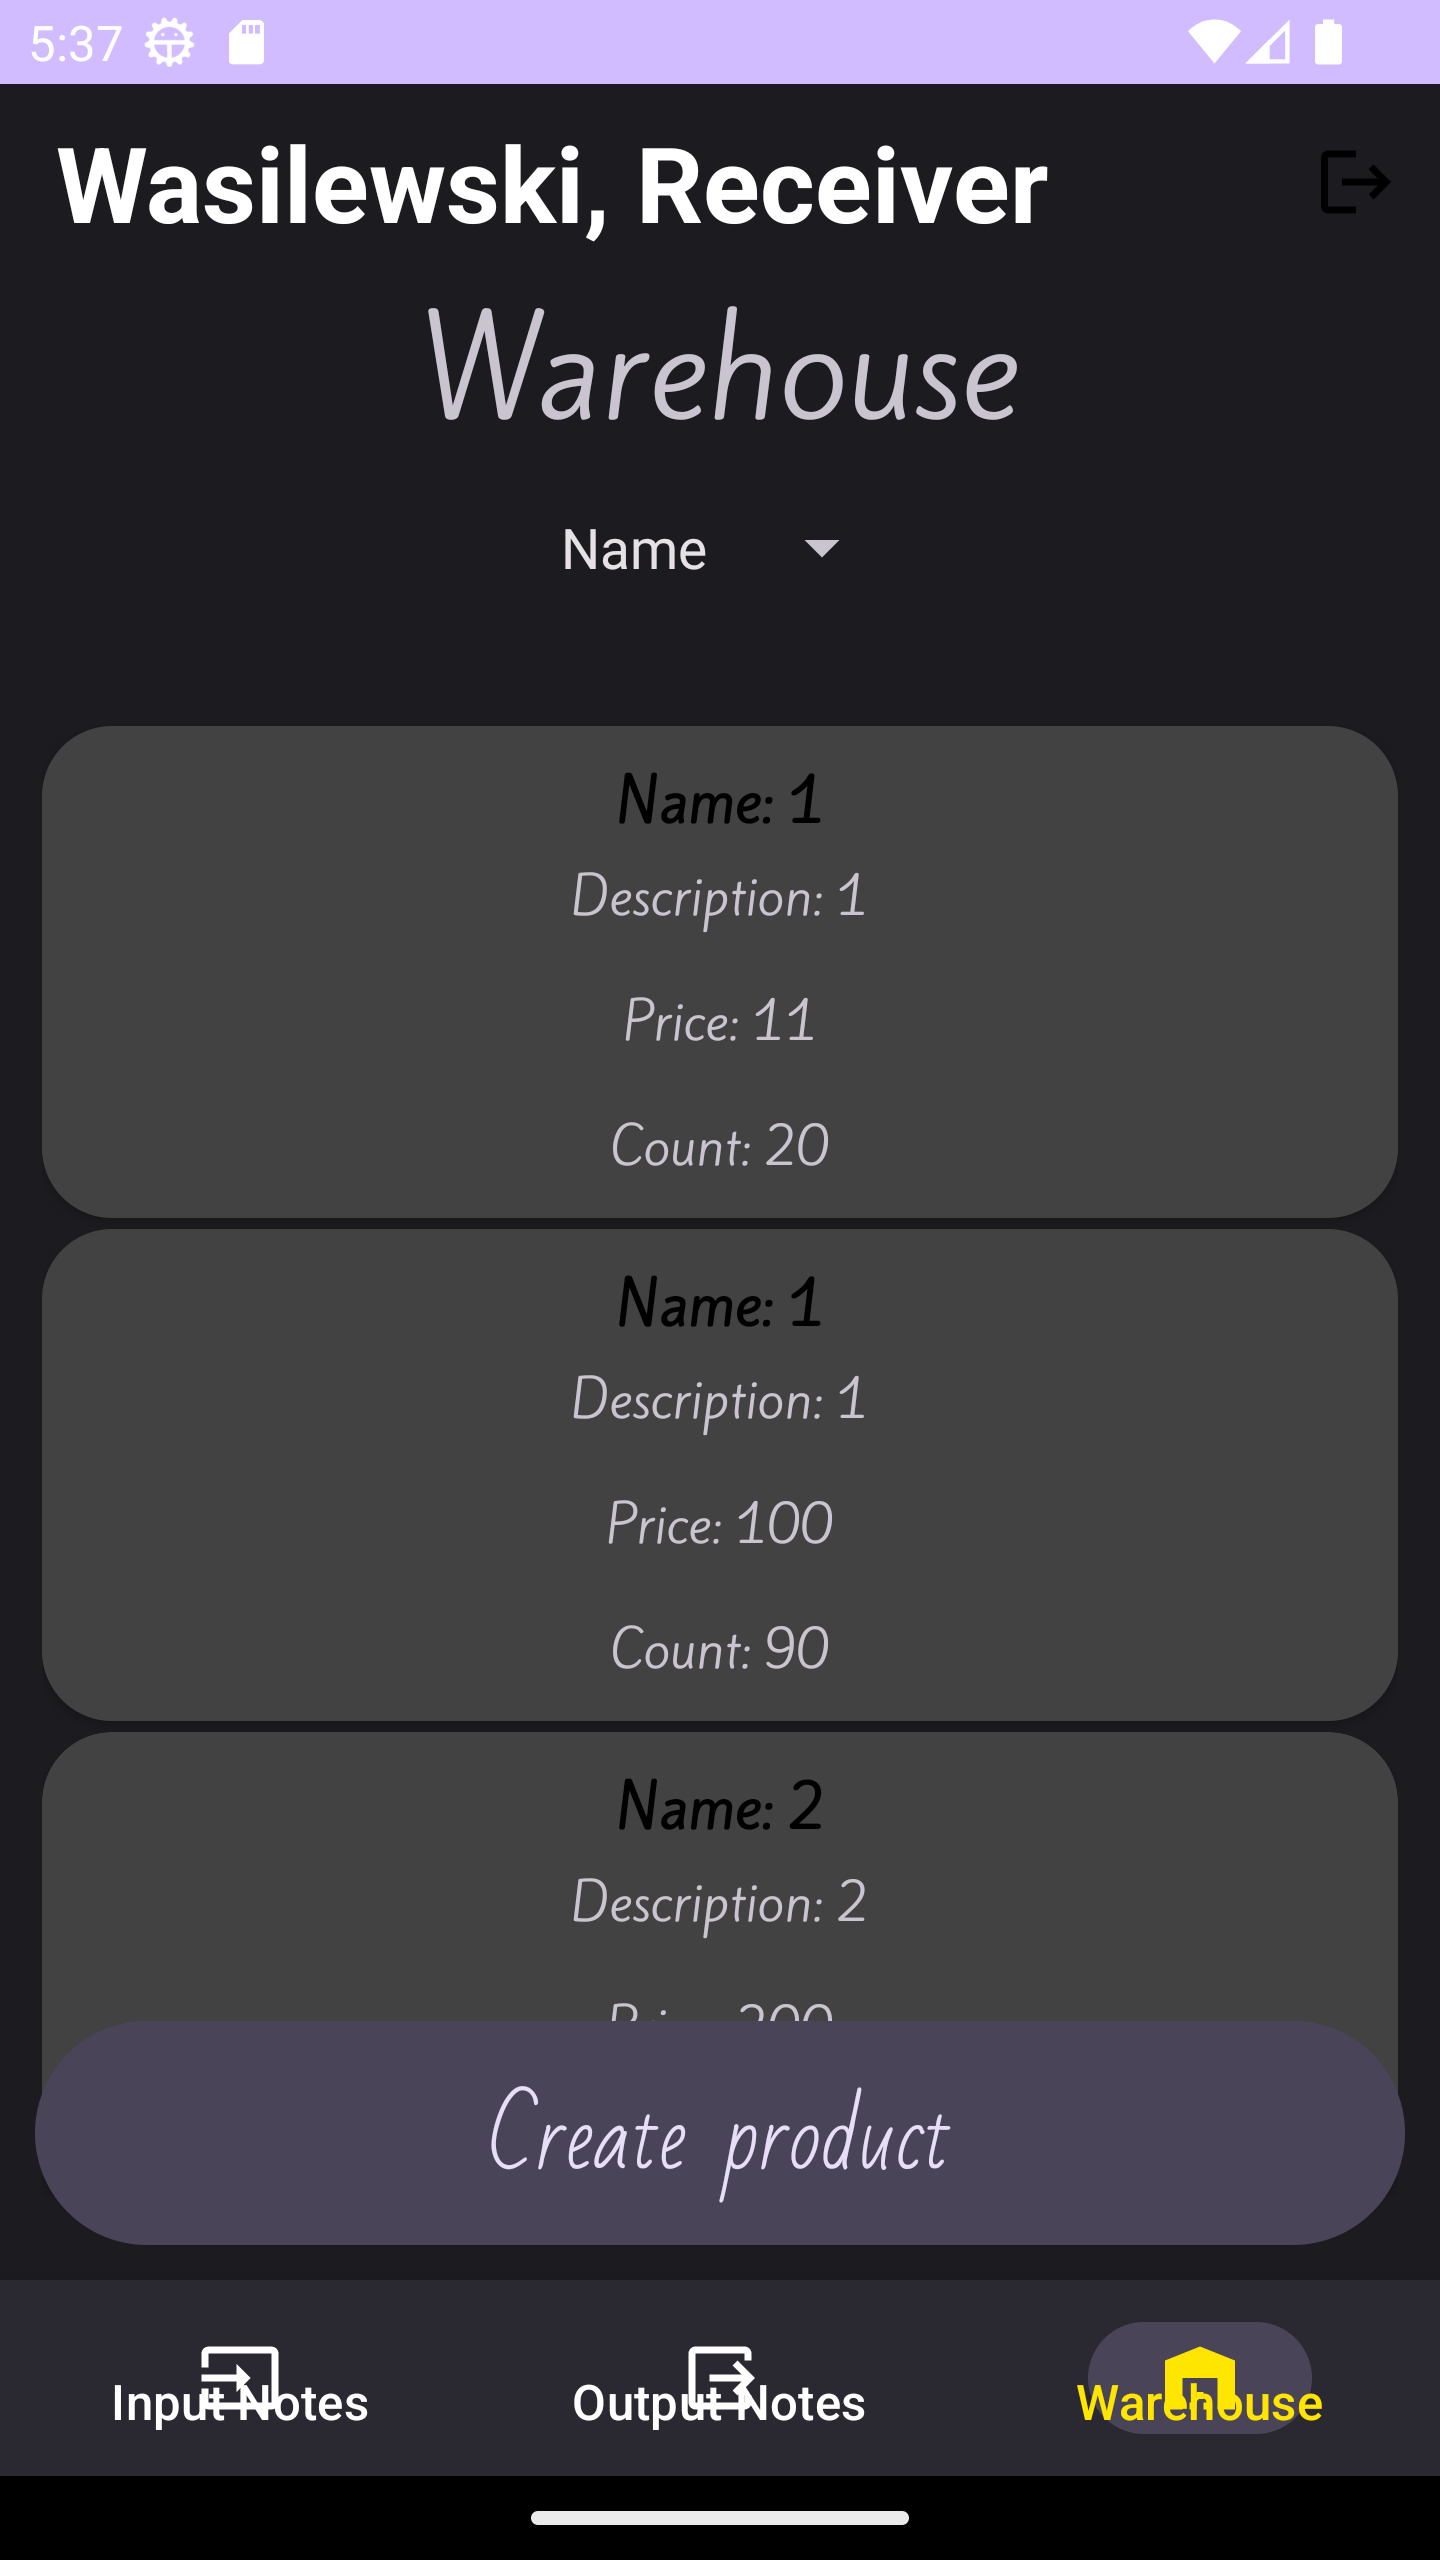 5:37
Wasilewski, Receiver
Warehouse
Name
Name: 1
Description: 1
Price: 11
Count: 20
Name: 1
Description: 1
Price: 100
Count: 90
Name: 2
Description: 2
Create product
Input Notes
Output Notes
Warehouse